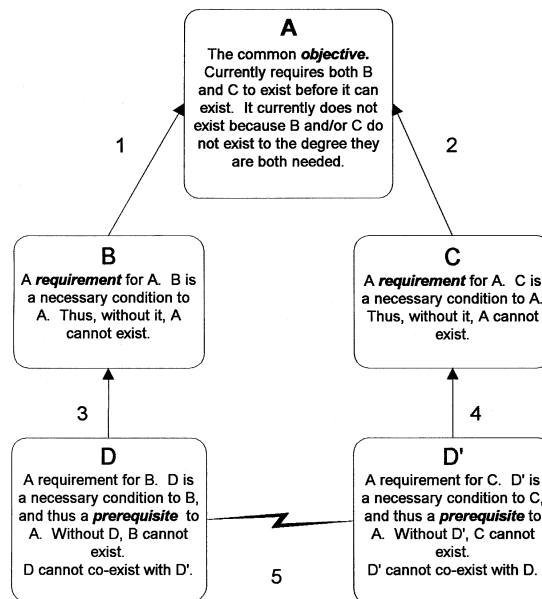 A
The common objective.
Currently requires both B
and C to exist before it can
exist. It currently does not
exist because B and/or C do
not exist to the degree they
are both needed.
1
2
B
A requirement for A. B is
a necessary condition to
A. Thus, without it, A
cannot exist.
C
A requirement for A. C is
a necessary condition to A.
Thus, without it, A cannot
exist.
3
4
D
A requirement for B. D is
a necessary condition to B,
and thus a prerequisite to
A. Without D, B cannot
exist.
D cannot co-exist with D'.
D'
A requirement for C. D' is
a necessary condition to C,
and thus a prerequisite to
A. Without D', C cannot
exist.
D' cannot co-exist with D.
5